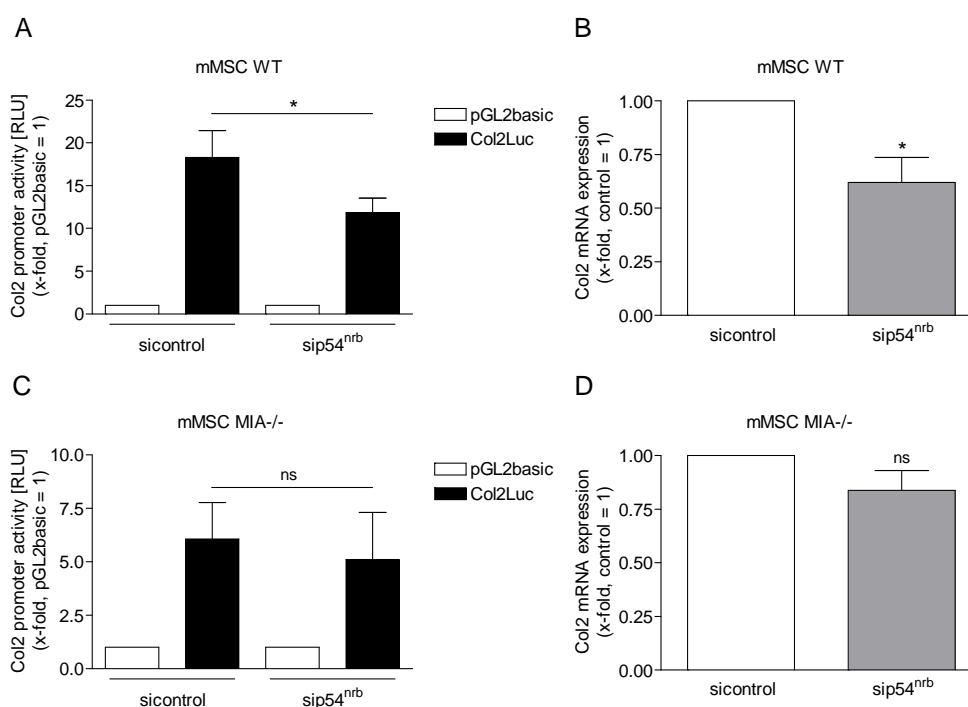 A
mMSC WT
Col2 promoter activity [RLU]
(x-fold, pGL2basic = 1)
25
20
15
10
5
0
*
sicontrol
sip54nrb
pGL2basic
Col2Luc
B
mMSC WT
Col2 mRNA expression
(x-fold, control = 1)
1.00
0.75
0.50
0.25
0.00
*
sicontrol
sip54nrb
C
mMSC MIA-/-
Col2 promoter activity [RLU]
(x-fold, pGL2basic = 1)
10.0
7.5
5.0
2.5
0.0
ns
sicontrol
sip54nrb
pGL2basic
Col2Luc
D
mMSC MIA-/-
Col2 mRNA expression
(x-fold, control = 1)
1.00
0.75
0.50
0.25
0.00
ns
sicontrol
sip54nrb